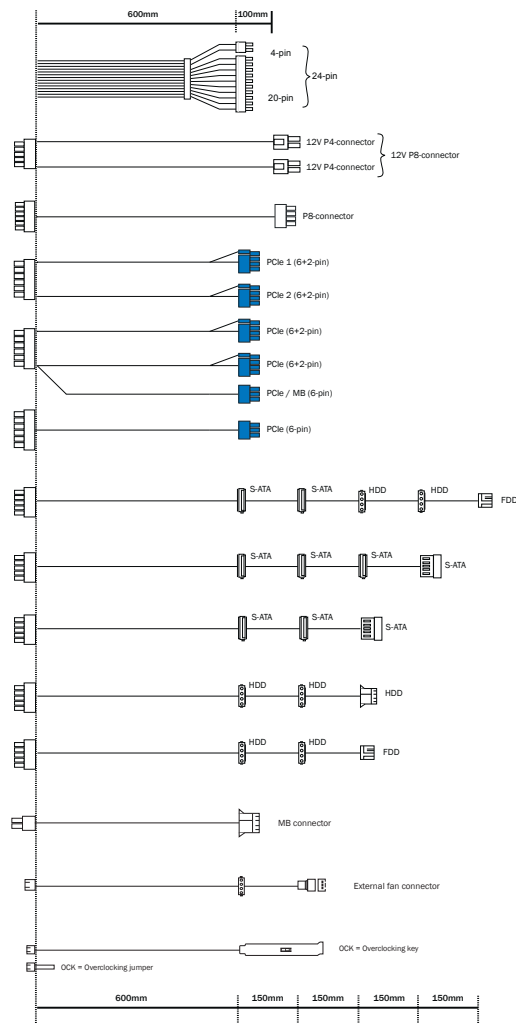 600mm 100mm
4-pin
24-pin
20-pin
12V P4-connector
12V P8-connector
12V P4-connector
P8-connector
PCIe 1 (6+2-pin)
PCIe 2 (6+2-pin)
PCIe (6+2-pin)
PCIe (6+2-pin)
PCIe / MB (6-pin)
PCIe (6-pin)
S-ATA S-ATA HDD HDD
FDD
S-ATA S-ATA S-ATA
S-ATA
S-ATA S-ATA
S-ATA
HDD HDD
HDD
HDD HDD
FDD
MB connector
External fan connector
OCK = Overclocking key
OCK = Overclocking jumper
600mm 150mm 150mm 150mm 150mm